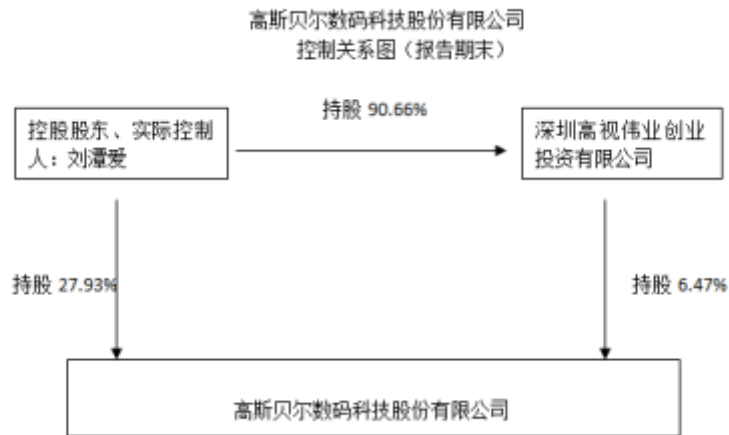 高斯贝尔数码科技股份有限公司
控制关系图（报告期末）
持股 90.66%
控股股东、实际控制
人：刘潭爱
深圳高视伟业创业
投资有限公司
持股 27.93%
持股 6.47%
高斯贝尔数码科技股份有限公司